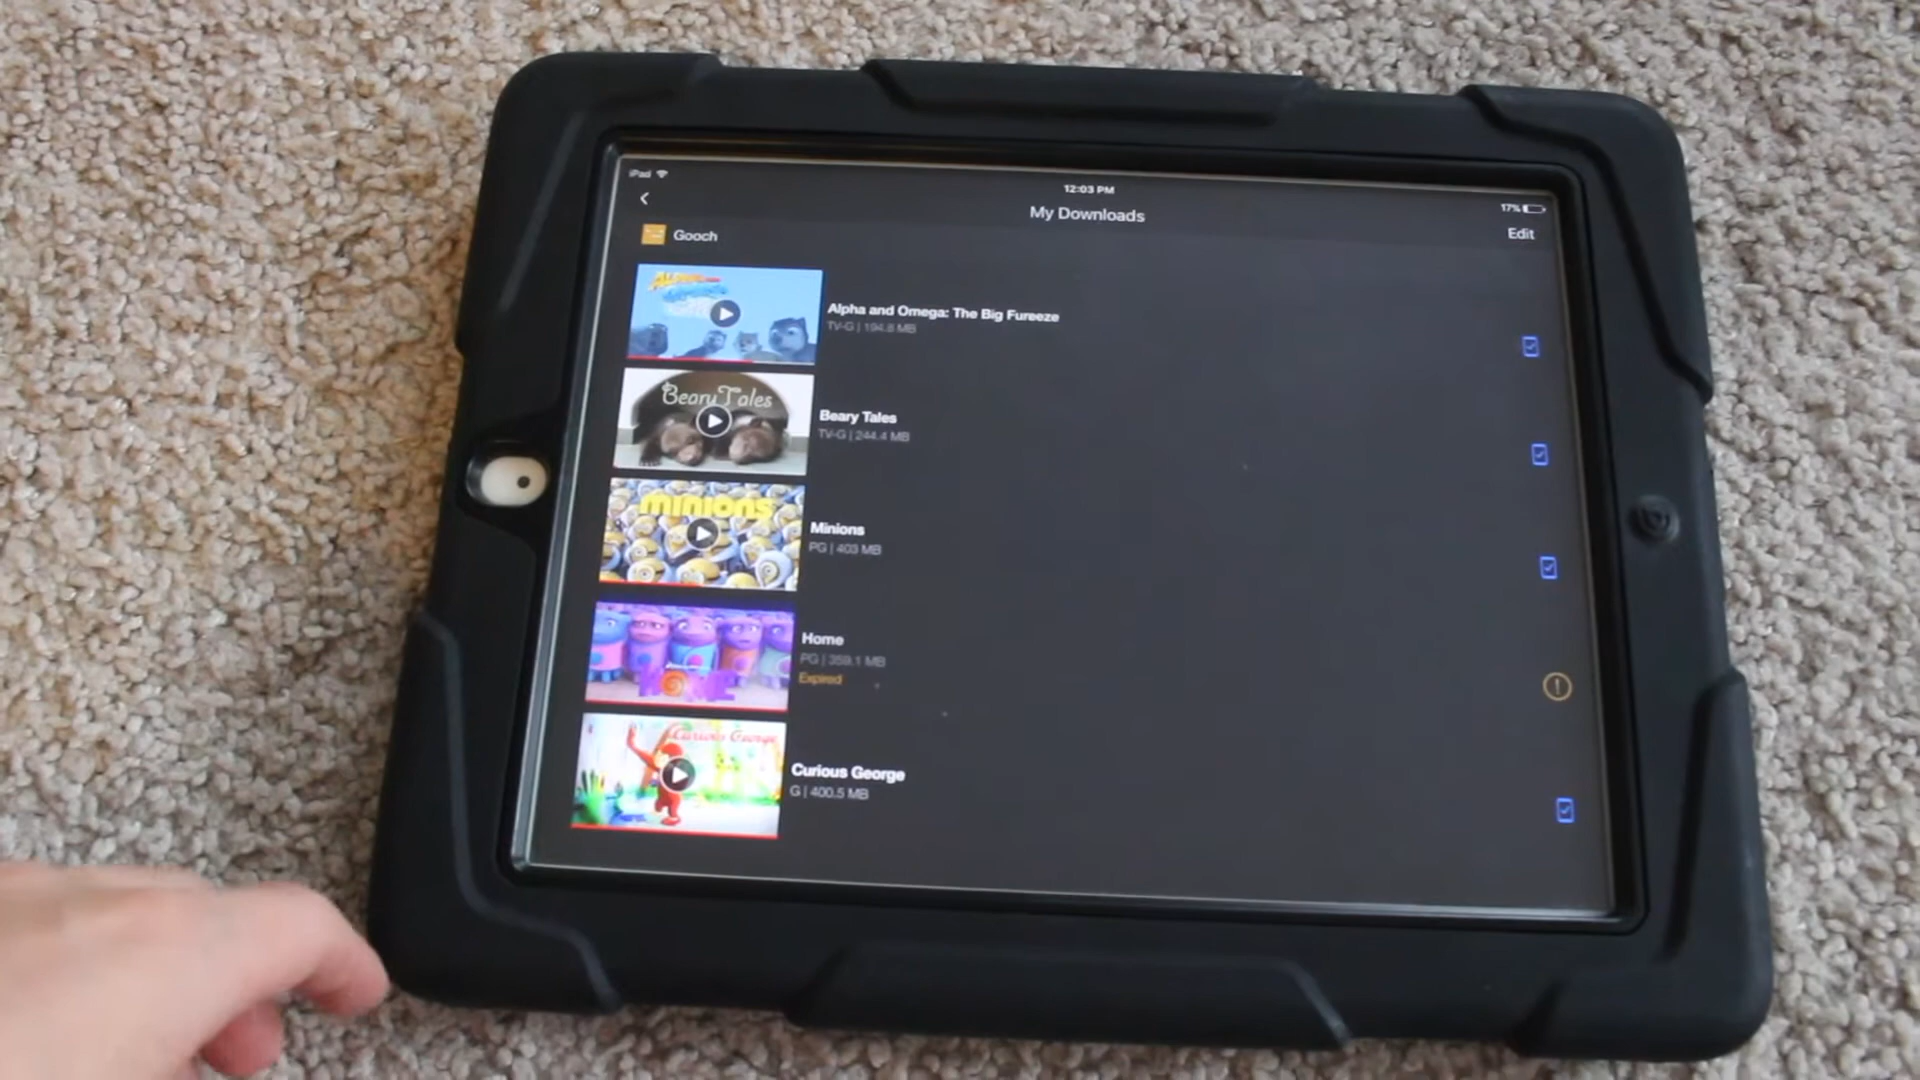 iPad
12:03 PM
17%
My Downloads
Edit
Gooch
Alpha and Omega: The Big Fureeze
TV-G | 194.8 MB
Beary Tales
Beary Tales
TV-G | 244.4 MB
minions
Minions
PG | 403 MB
HOME
Home
PG | 359.1 MB
Expired
Curious George
Curious George
G | 400.5 MB